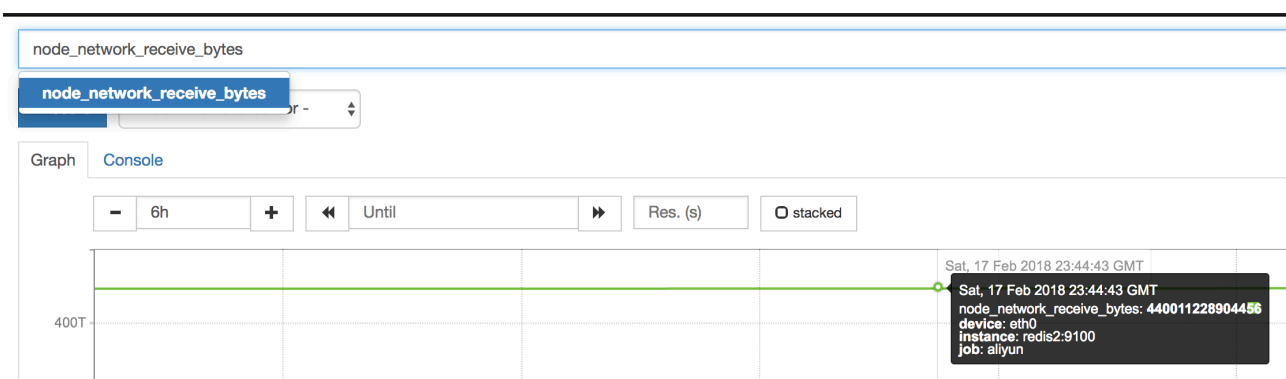 node_network_receive_bytes
node_network_receive_bytes
or -
Graph Console
6h Until Res. (s) stacked
Sat, 17 Feb 2018 23:44:43 GMT
Sat, 17 Feb 2018 23:44:43 GMT
node_network_receive_bytes: 440011228904456
device: eth0
instance: redis2:9100
job: aliyun
400T